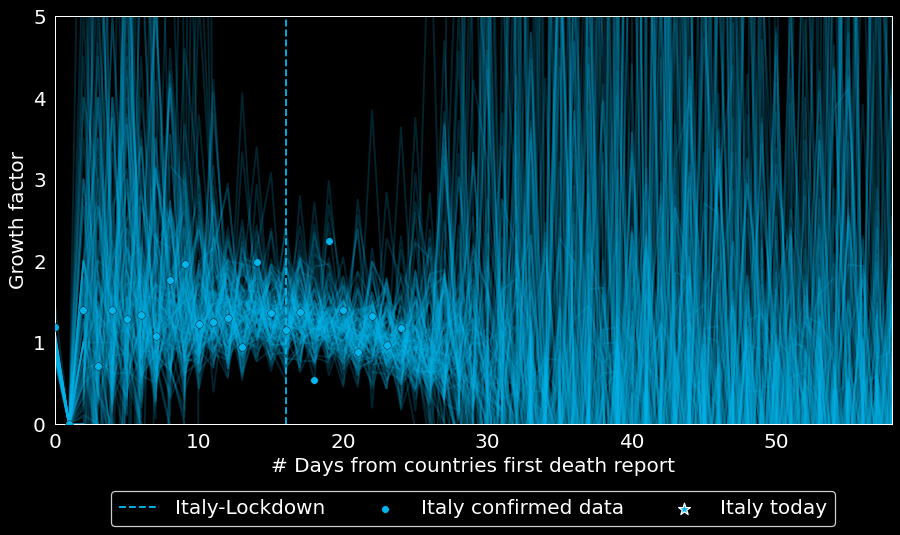 5
4
3
2
1
0
Growth factor
0 10 20 30 40 50
# Days from countries first death report
Italy-Lockdown Italy confirmed data Italy today